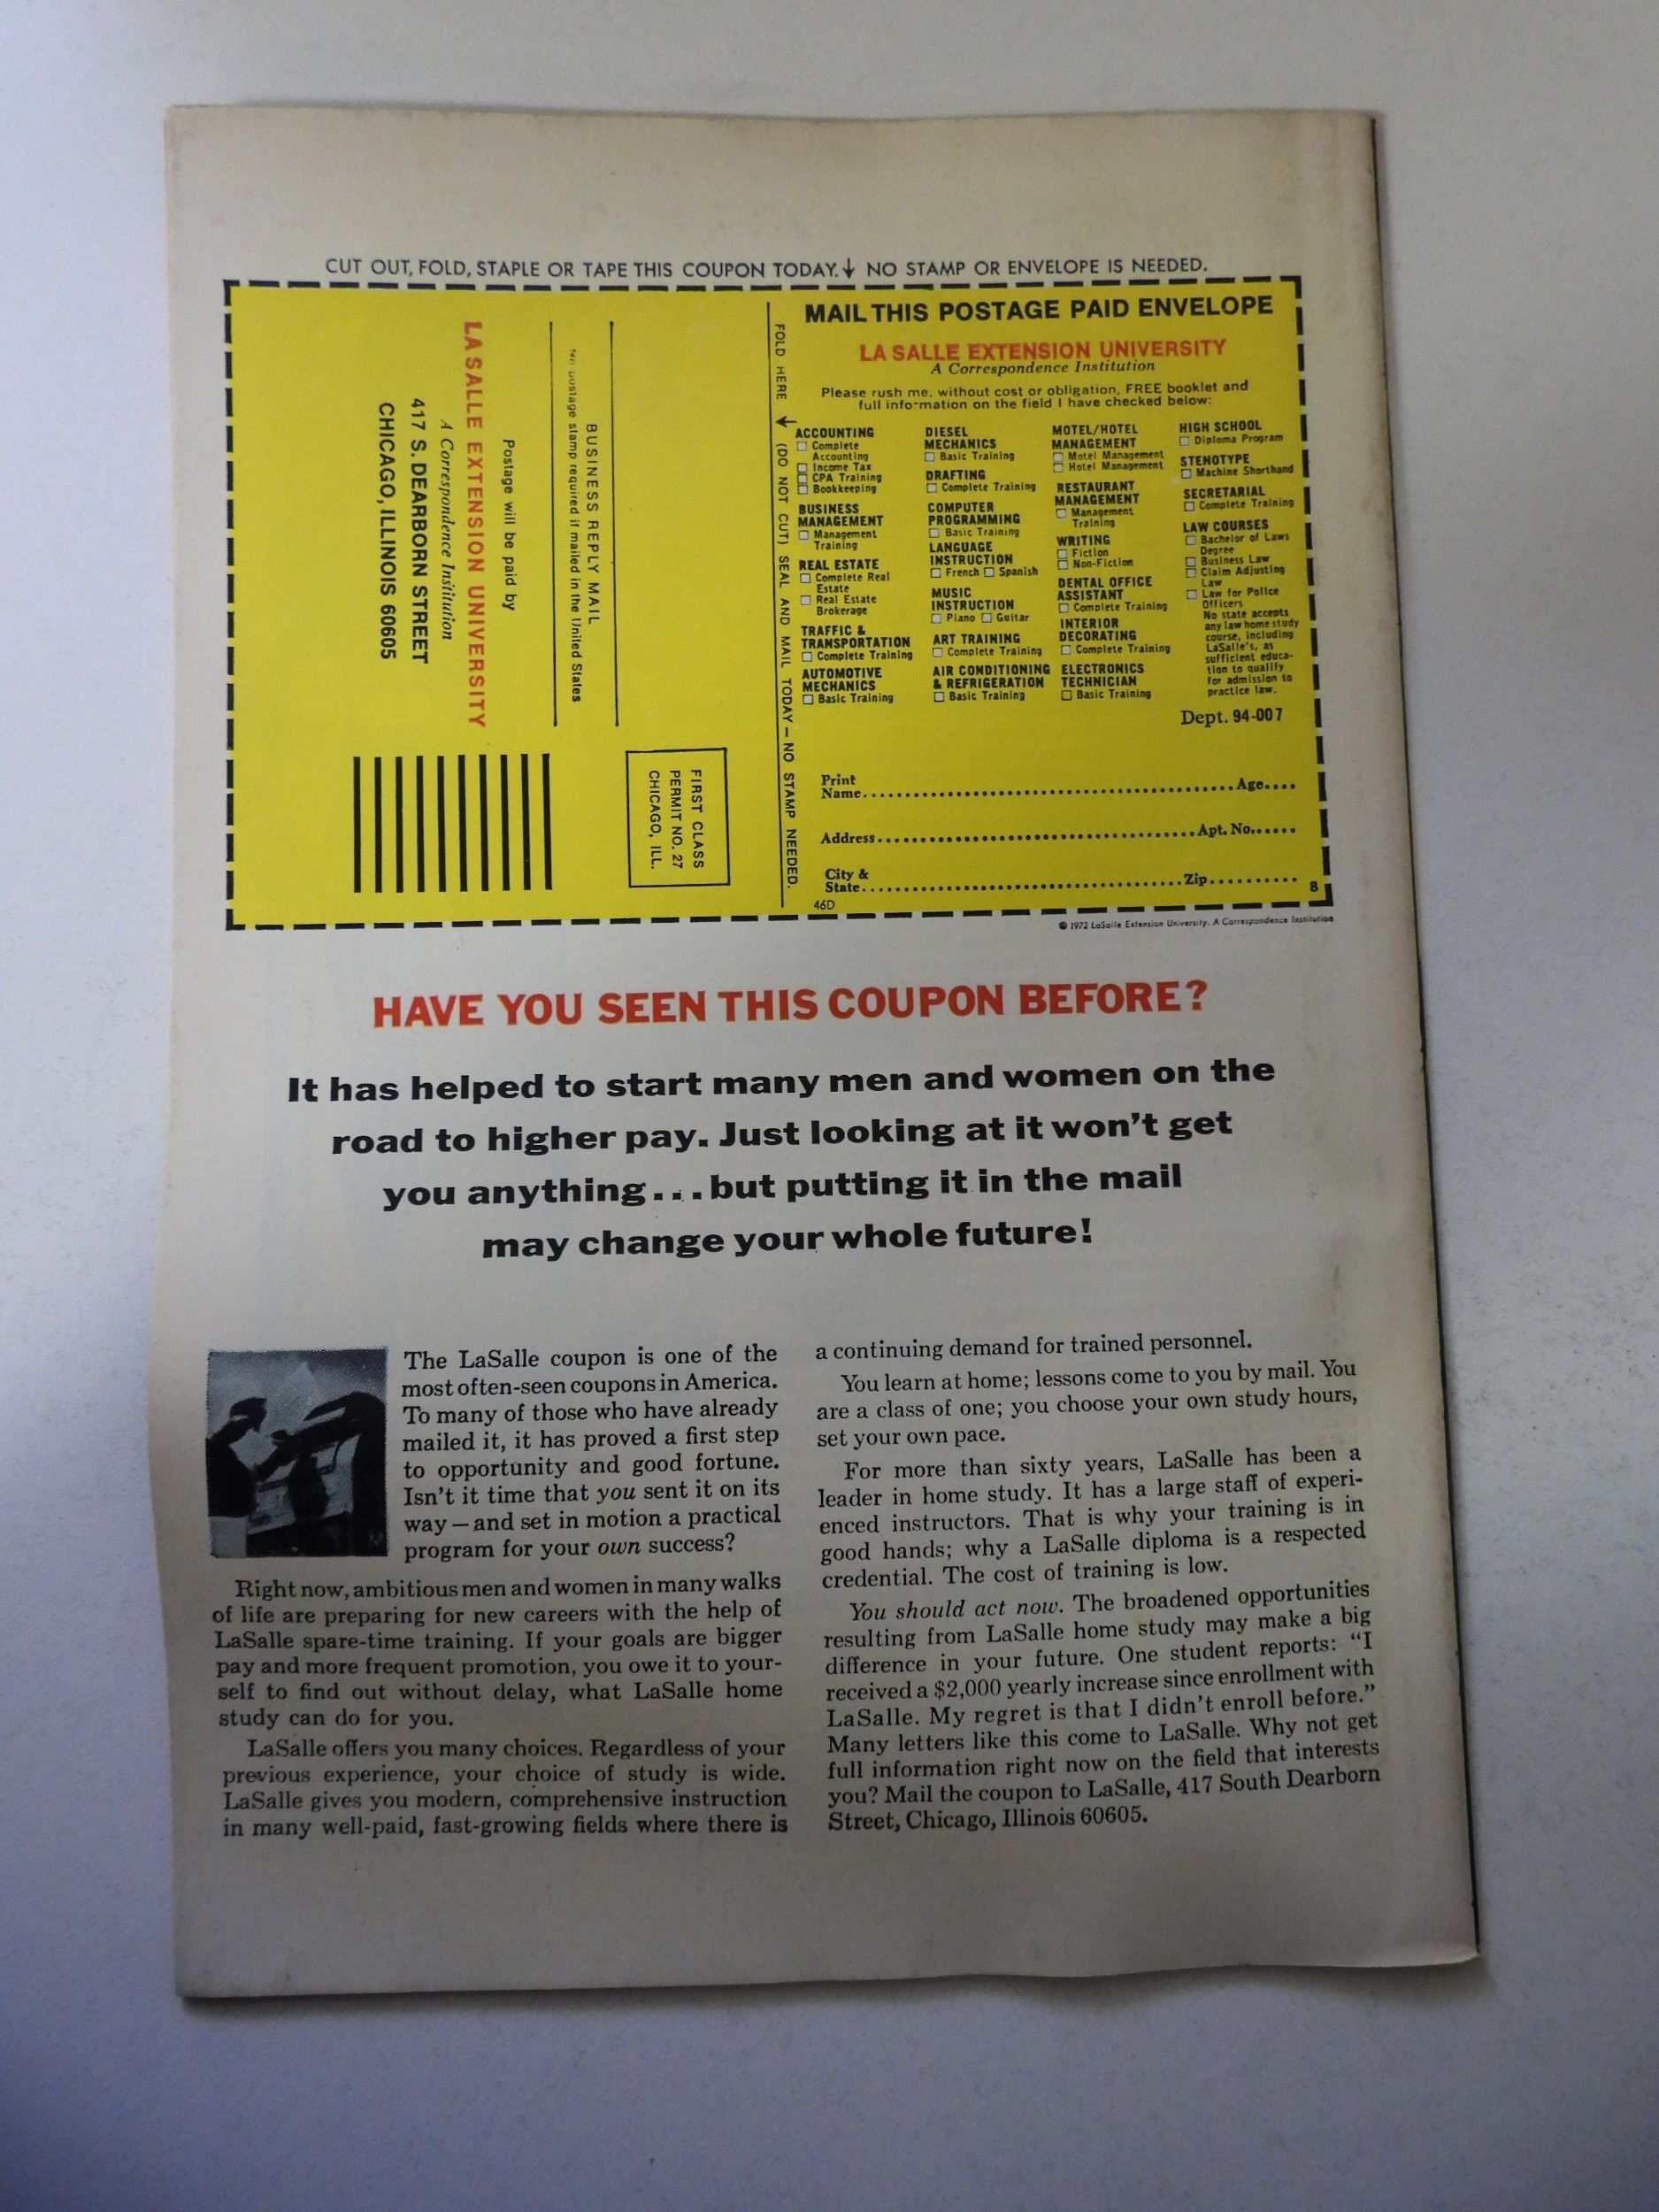 CUT OUT, FOLD, STAPLE OR TAPE THIS COUPON TODAY.↓ NO STAMP OR ENVELOPE IS NEEDED.
FIRST CLASS
PERMIT NO. 27
CHICAGO, ILL.
BUSINESS REPLY MAIL
No postage stamp required if mailed in the United States
Postage will be paid by
LA SALLE EXTENSION UNIVERSITY
A Correspondence Institution
417 S. DEARBORN STREET
CHICAGO, ILLINOIS 60605
FOLD HERE ↓ (DO NOT CUT) SEAL AND MAIL TODAY — NO STAMP NEEDED.
MAIL THIS POSTAGE PAID ENVELOPE
LA SALLE EXTENSION UNIVERSITY
A Correspondence Institution
Please rush me, without cost or obligation, FREE booklet and
full information on the field I have checked below:
ACCOUNTING
☐ Complete
Accounting
☐ Income Tax
☐ CPA Training
☐ Bookkeeping
BUSINESS
MANAGEMENT
☐ Management
Training
REAL ESTATE
☐ Complete Real
Estate
☐ Real Estate
Brokerage
TRAFFIC &
TRANSPORTATION
☐ Complete Training
AUTOMOTIVE
MECHANICS
☐ Basic Training
DIESEL
MECHANICS
☐ Basic Training
DRAFTING
☐ Complete Training
COMPUTER
PROGRAMMING
☐ Basic Training
LANGUAGE
INSTRUCTION
☐ French ☐ Spanish
MUSIC
INSTRUCTION
☐ Piano ☐ Guitar
ART TRAINING
☐ Complete Training
AIR CONDITIONING
& REFRIGERATION
☐ Basic Training
MOTEL/HOTEL
MANAGEMENT
☐ Motel Management
☐ Hotel Management
RESTAURANT
MANAGEMENT
☐ Management
Training
WRITING
☐ Fiction
☐ Non-Fiction
DENTAL OFFICE
ASSISTANT
☐ Complete Training
INTERIOR
DECORATING
☐ Complete Training
ELECTRONICS
TECHNICIAN
☐ Basic Training
HIGH SCHOOL
☐ Diploma Program
STENOTYPE
☐ Machine Shorthand
SECRETARIAL
☐ Complete Training
LAW COURSES
☐ Bachelor of Laws
Degree
☐ Business Law
☐ Claim Adjusting
Law
☐ Law for Police
Officers
No state accepts
any law home study
course, including
LaSalle's, as
sufficient educa-
tion to qualify
for admission to
practice law.
Dept. 94-007
Print
Name........Age....
Address........Apt. No......
City &
State........Zip..........
46D
8
© 1972 LaSalle Extension University. A Correspondence Institution
HAVE YOU SEEN THIS COUPON BEFORE?
It has helped to start many men and women on the
road to higher pay. Just looking at it won't get
you anything...but putting it in the mail
may change your whole future!
The LaSalle coupon is one of the
most often-seen coupons in America.
To many of those who have already
mailed it, it has proved a first step
to opportunity and good fortune.
Isn't it time that you sent it on its
way—and set in motion a practical
program for your own success?
Right now, ambitious men and women in many walks
of life are preparing for new careers with the help of
LaSalle spare-time training. If your goals are bigger
pay and more frequent promotion, you owe it to your-
self to find out without delay, what LaSalle home
study can do for you.
LaSalle offers you many choices. Regardless of your
previous experience, your choice of study is wide.
LaSalle gives you modern, comprehensive instruction
in many well-paid, fast-growing fields where there is
a continuing demand for trained personnel.
You learn at home; lessons come to you by mail. You
are a class of one; you choose your own study hours,
set your own pace.
For more than sixty years, LaSalle has been a
leader in home study. It has a large staff of experi-
enced instructors. That is why your training is in
good hands; why a LaSalle diploma is a respected
credential. The cost of training is low.
You should act now. The broadened opportunities
resulting from LaSalle home study may make a big
difference in your future. One student reports: “I
received a $2,000 yearly increase since enrollment with
LaSalle. My regret is that I didn't enroll before.”
Many letters like this come to LaSalle. Why not get
full information right now on the field that interests
you? Mail the coupon to LaSalle, 417 South Dearborn
Street, Chicago, Illinois 60605.